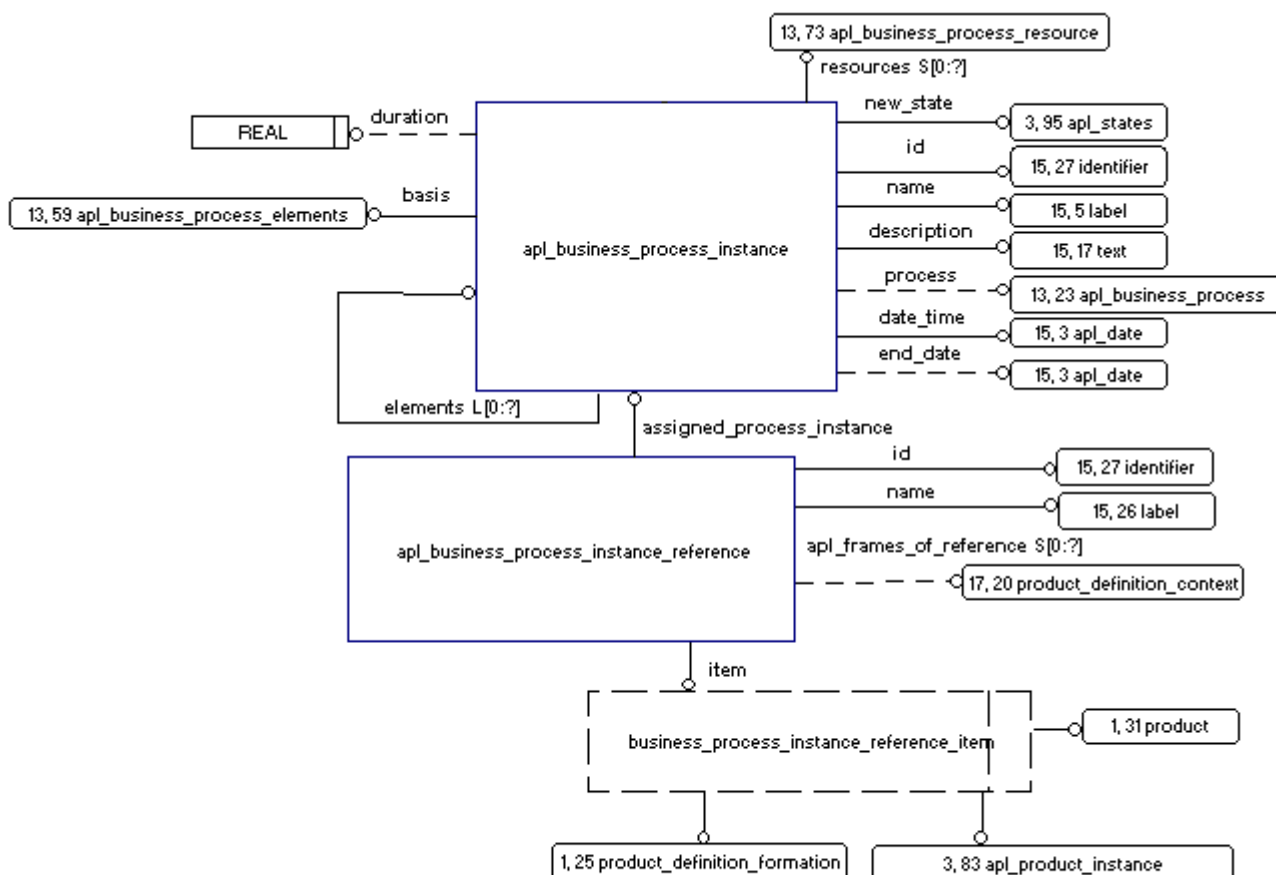 13, 73 apl_business_process_resource
resources S[0:?]
new_state
duration
REAL
3, 95 apl_states
id
15, 27 identifier
basis
name
13, 59 apl_business_process_elements
15, 5 label
description
apl_business_process_instance
15, 17 text
process
13, 23 apl_business_process
date_time
15, 3 apl_date
end_date
15, 3 apl_date
elements L[0:?]
assigned_process_instance
id
15, 27 identifier
name
15, 26 label
apl_business_process_instance_reference
apl_frames_of_reference S[0:?]
17, 20 product_definition_context
item
business_process_instance_reference_item
1, 31 product
1, 25 product_definition_formation
3, 83 apl_product_instance